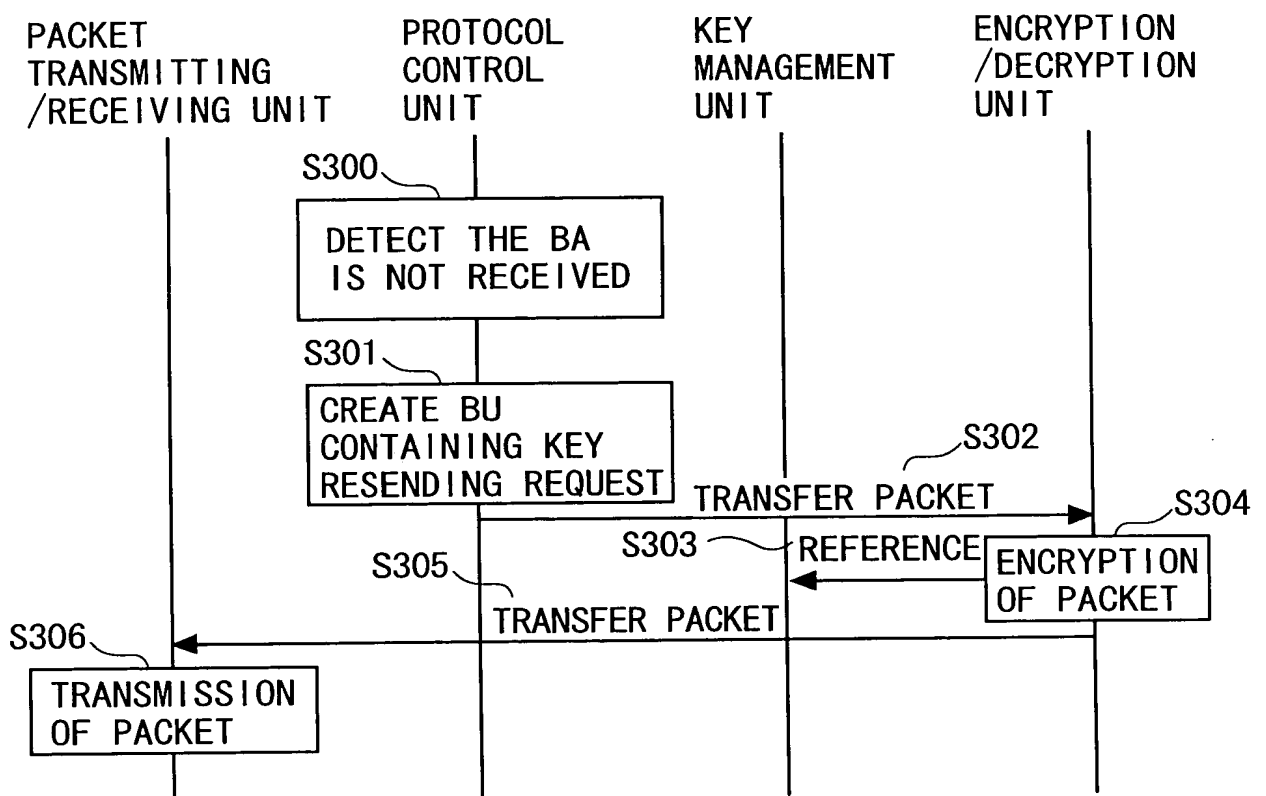 PACKET
TRANSMITTING
/RECEIVING UNIT
PROTOCOL
CONTROL
UNIT
KEY
MANAGEMENT
UNIT
ENCRYPTION
/DECRYPTION
UNIT
S300
DETECT THE BA
IS NOT RECEIVED
S301
CREATE BU
CONTAINING KEY
RESENDING REQUEST
S302
TRANSFER PACKET
S303
REFERENCE
S304
ENCRYPTION
OF PACKET
S305
TRANSFER PACKET
S306
TRANSMISSION
OF PACKET